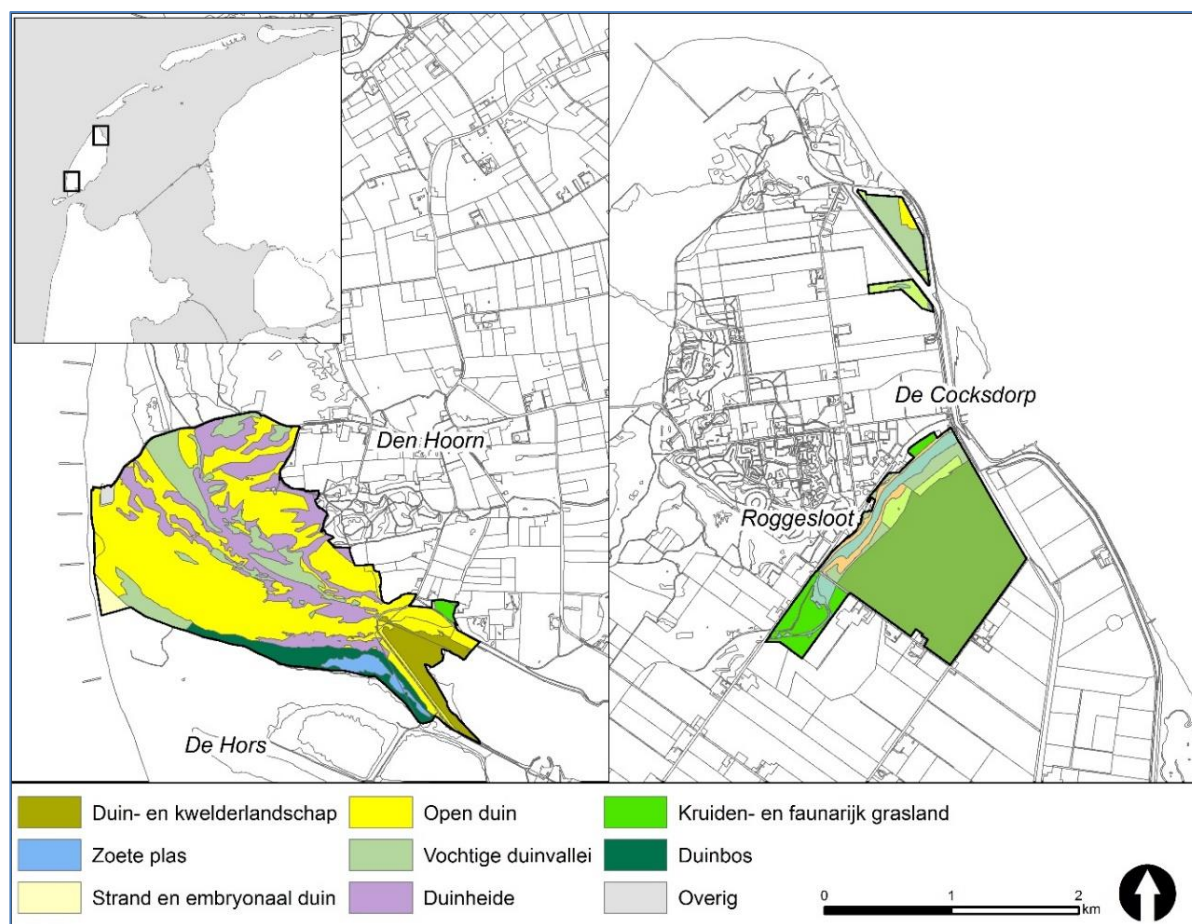 De Cocksdorp
Den Hoorn
Roggesloot
De Hors
Duin- en kwelderlandschap
Open duin
Kruiden- en faunarijk grasland
Zoete plas
Vochtige duinvallei
Duinbos
Strand en embryonaal duin
Duinheide
Overig
0 1 2
km